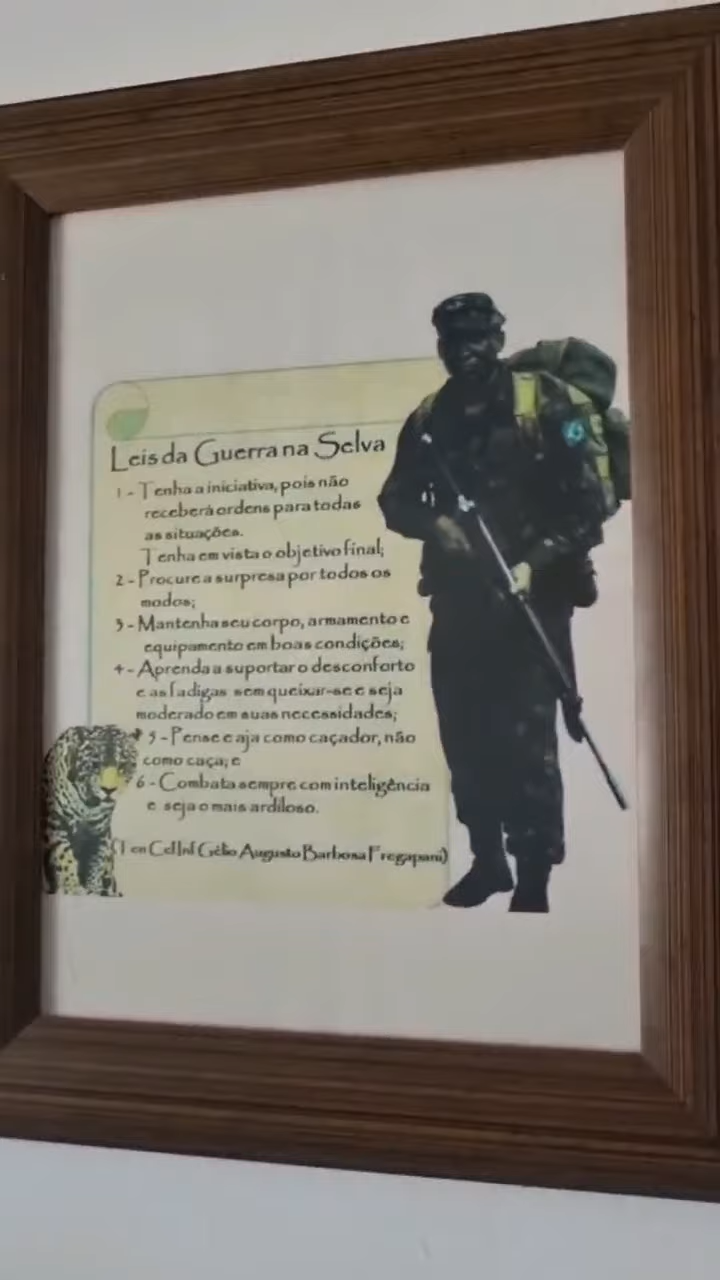 Leis da Guerra na Selva
1 - Tenha a iniciativa, pois não
receberá ordens para todas
as situações.
Tenha em vista o objetivo final;
2 - Procure a surpresa por todos os
modos;
3 - Mantenha seu corpo, armamento e
equipamento em boas condições;
4 - Aprenda a suportar o desconforto
e as fadigas sem queixar-se e seja
moderado em suas necessidades;
5 - Pense e aja como caçador, não
como caça; e
6 - Combata sempre com inteligência
e seja o mais ardiloso.
(Ten Cel Inf Gélio Augusto Barbosa Fregapani)